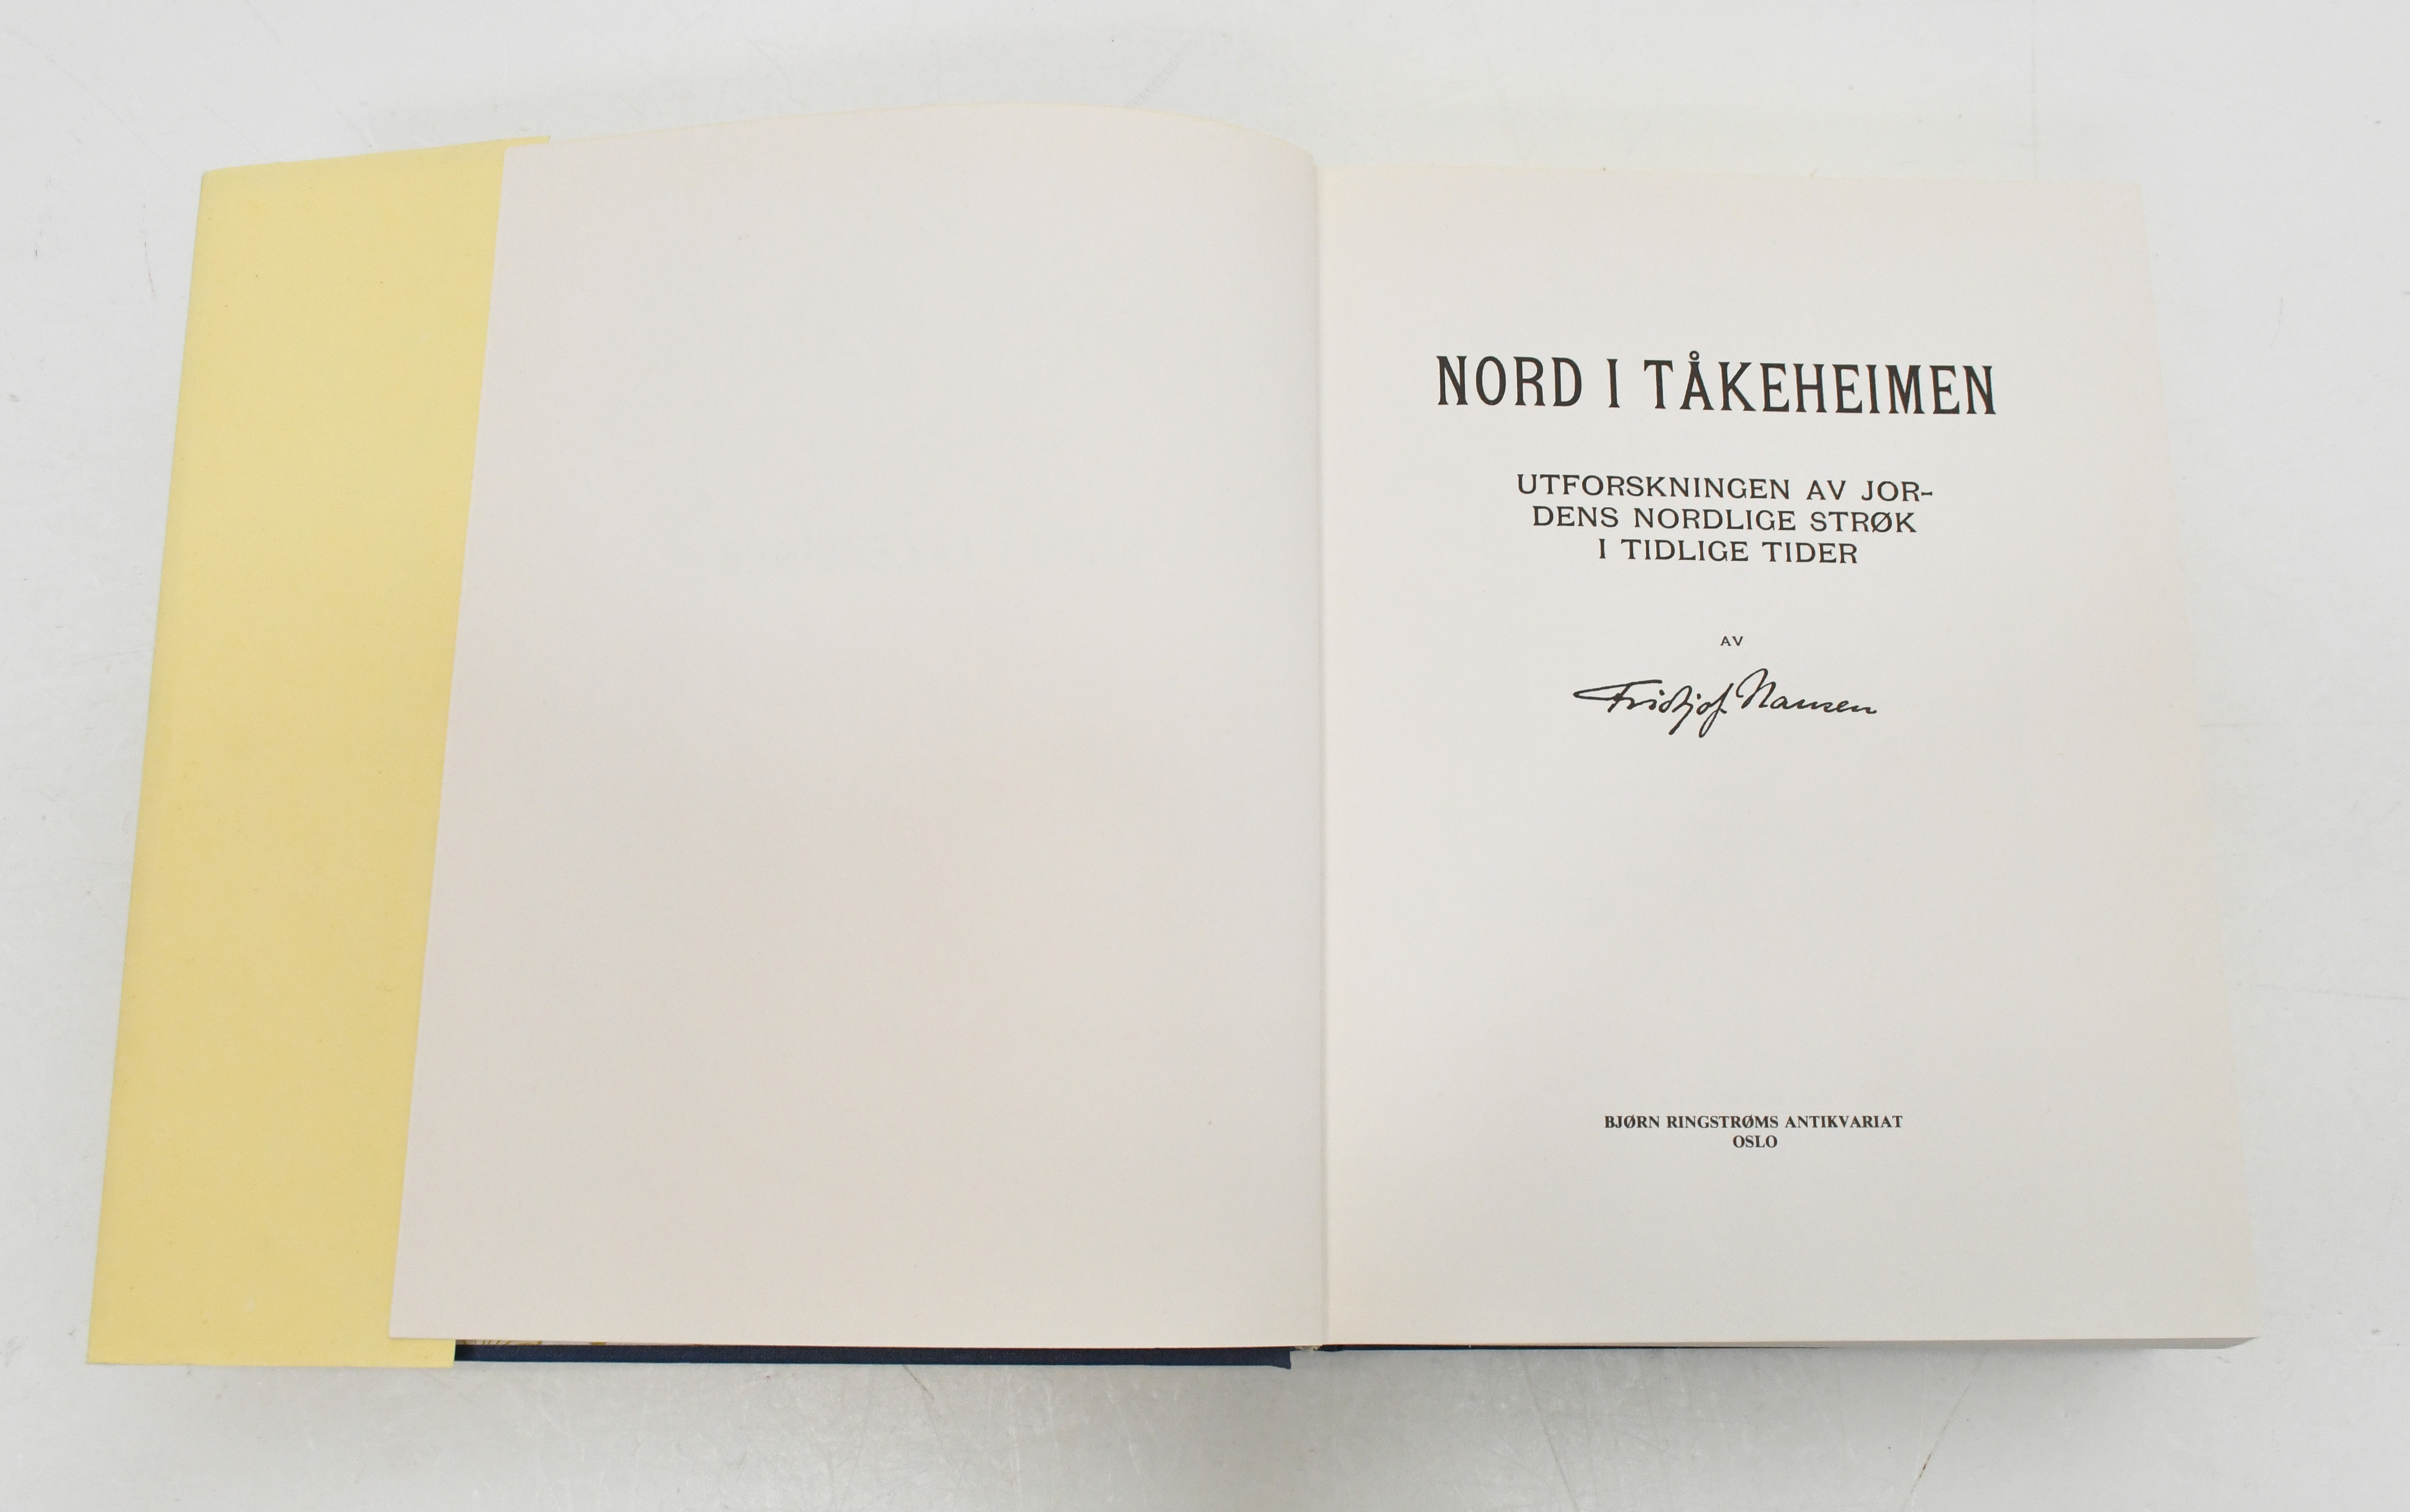 NORD I TÅKEHEIMEN
UTFORSKNINGEN AV JOR-
DENS NORDLIGE STRØK
I TIDLIGE TIDER
AV
Fridtjof Nansen
BJØRN RINGSTRØMS ANTIKVARIAT
OSLO